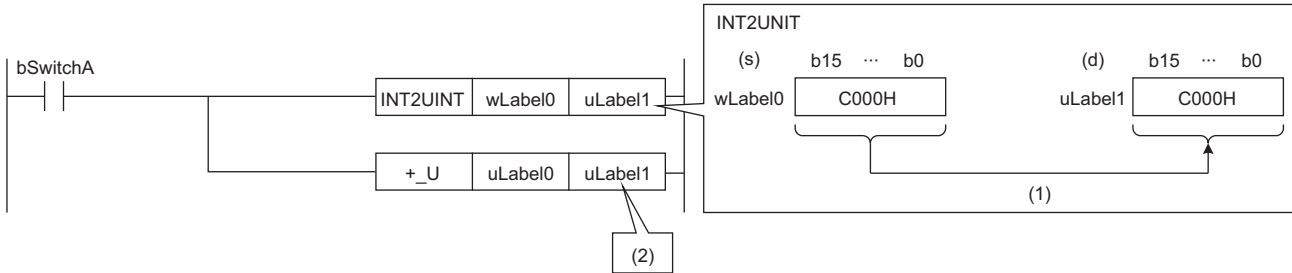 bSwitchA
INT2UINT wLabel0 uLabel1
+_U uLabel0 uLabel1
(2)
INT2UNIT
(s) b15 ··· b0 (d) b15 ··· b0
wLabel0 C000H uLabel1 C000H
(1)